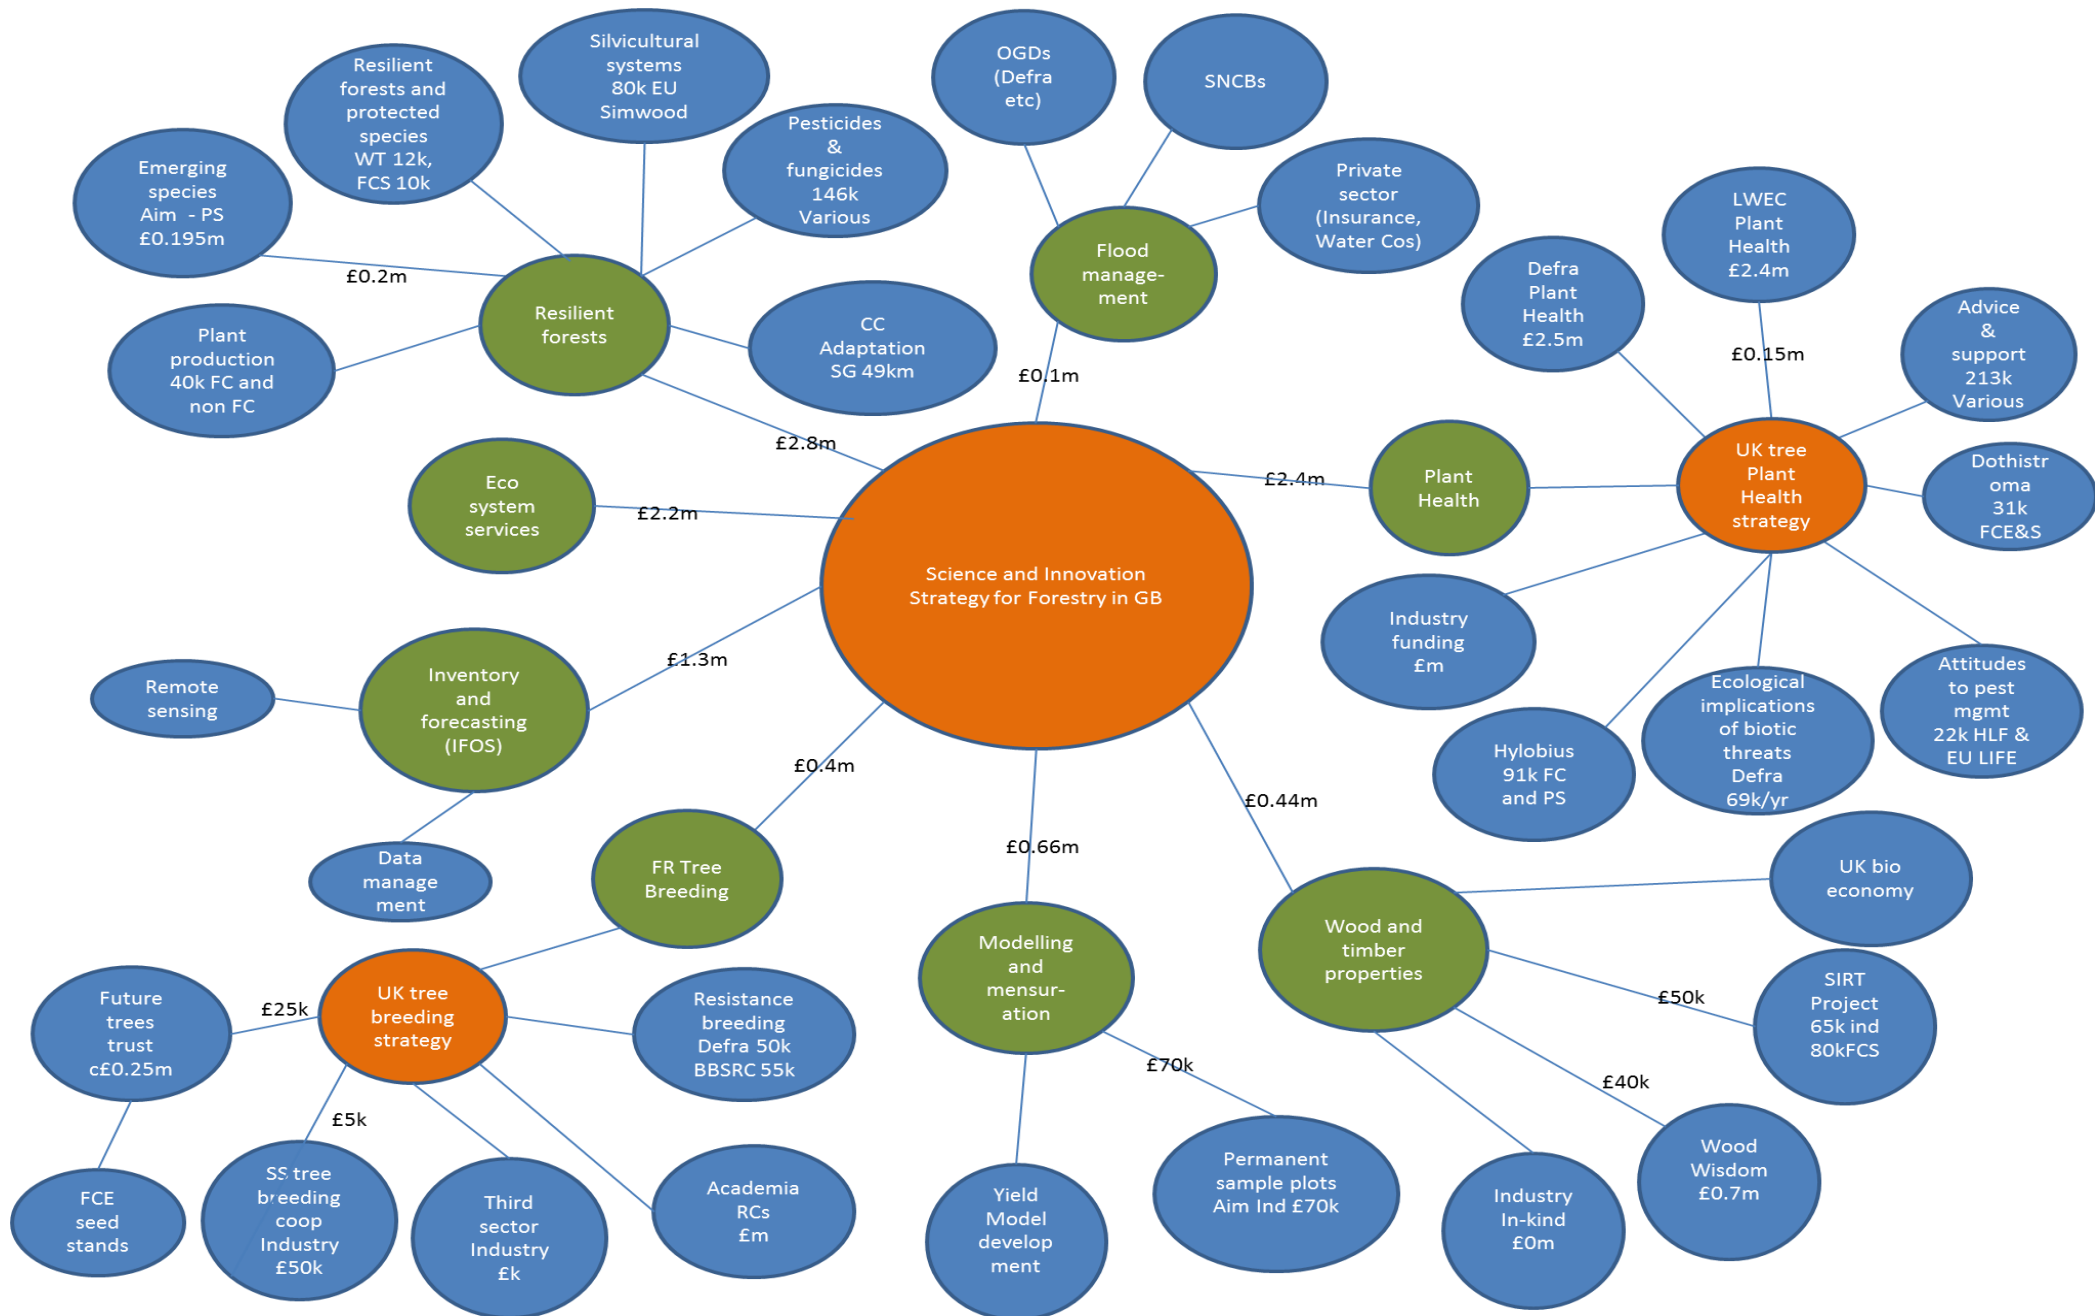 Silvicultural
systems
80k EU
Simwood
OGDs
(Defra
etc)
SNCBs
Resilient
forests and
protected
species
WT 12k,
FCS 10k
Pesticides
&
fungicides
146k
Various
Emerging
species
Aim  - PS
£0.195m
£0.2m
Private
sector
(Insurance,
Water Cos)
LWEC
Plant
Health
£2.4m
Defra
Plant
Health
£2.5m
Flood
manage-
ment
Resilient
forests
Plant
production
40k FC and
non FC
CC
Adaptation
SG 49km
£0.1m
£0.15m
Advice
&
support
213k
Various
£2.8m
Eco
system
services
£2.2m
£2.4m
Plant
Health
UK tree
Plant
Health
strategy
Dothistr
oma
31k
FCE&S
Science and Innovation
Strategy for Forestry in GB
Industry
funding
£m
Hylobius
91k FC
and PS
Ecological
implications
of biotic
threats
Defra
69k/yr
Attitudes
to pest
mgmt
22k HLF &
EU LIFE
£1.3m
Inventory
and
forecasting
(IFOS)
Remote
sensing
Data
manage
ment
£0.4m
FR Tree
Breeding
£0.66m
£0.44m
UK bio
economy
Modelling
and
mensur-
ation
Wood and
timber
properties
£50k
SIRT
Project
65k ind
80kFCS
Future
trees
trust
c£0.25m
£25k
UK tree
breeding
strategy
Resistance
breeding
Defra 50k
BBSRC 55k
£70k
£40k
£5k
FCE
seed
stands
SS tree
breeding
coop
Industry
£50k
Third
sector
Industry
£k
Academia
RCs
£m
Yield
Model
develop
ment
Permanent
sample plots
Aim Ind £70k
Industry
In-kind
£0m
Wood
Wisdom
£0.7m